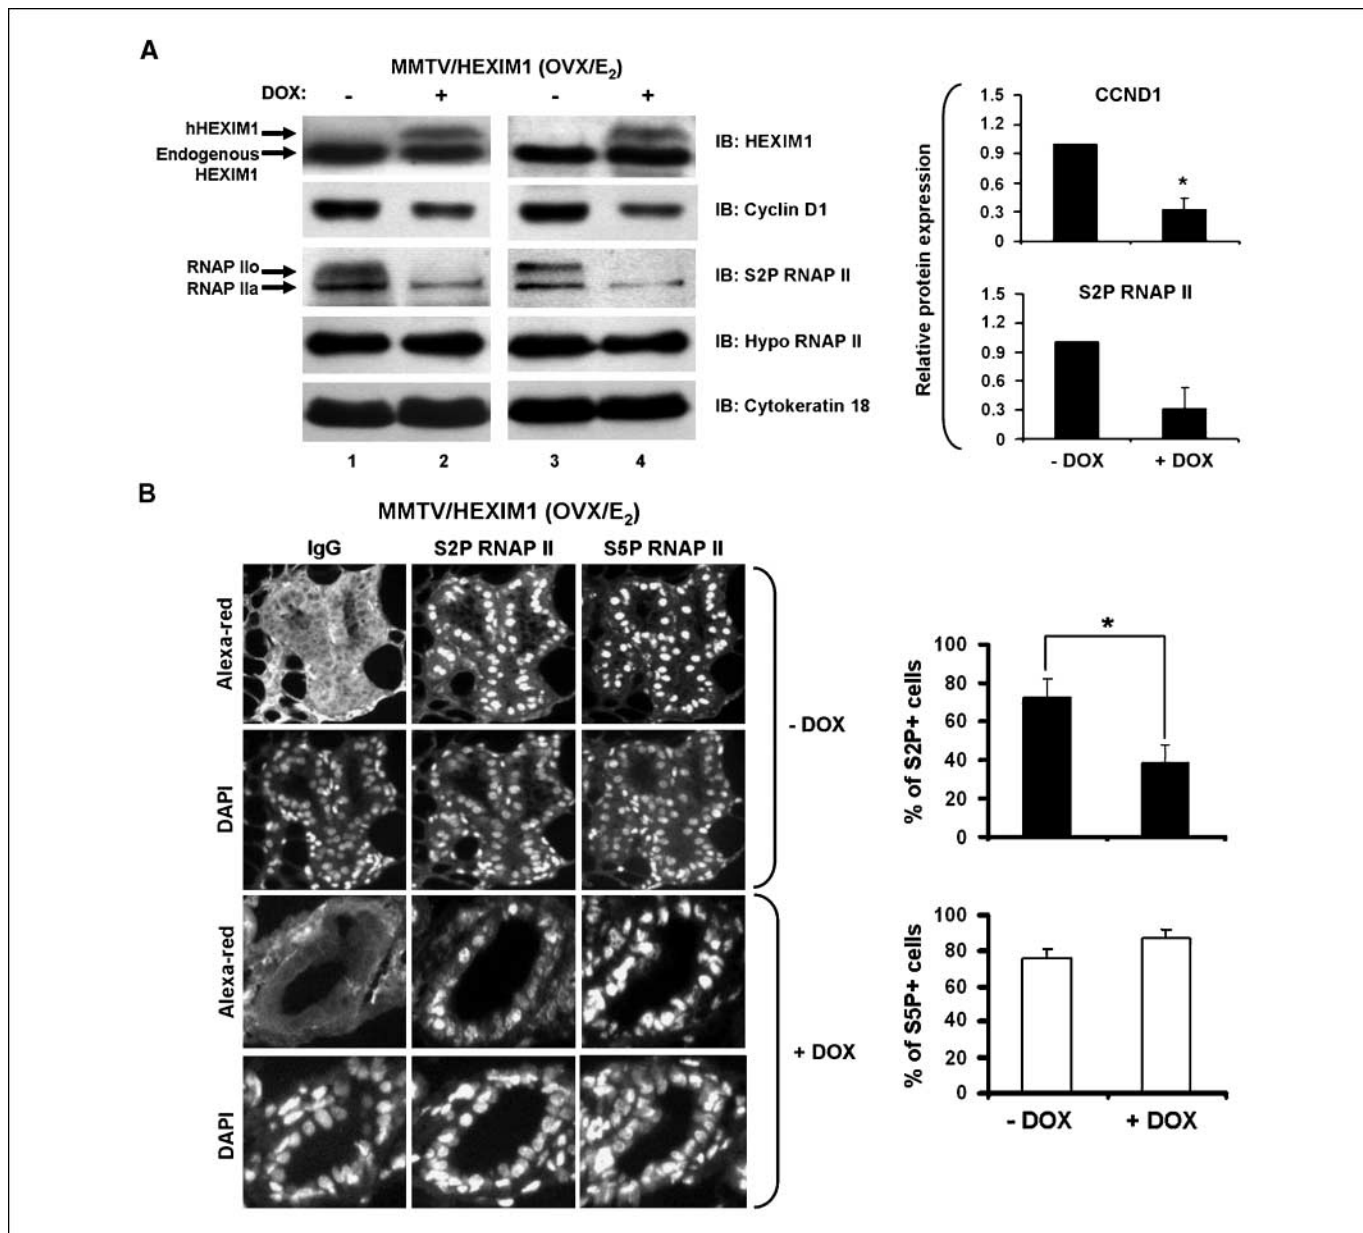 A
MMTV/HEXIM1 (OVX/E2)
DOX: - + - +
hHEXIM1
Endogenous
HEXIM1
IB: HEXIM1
IB: Cyclin D1
RNAP IIo
RNAP IIa
IB: S2P RNAP II
IB: Hypo RNAP II
IB: Cytokeratin 18
1 2 3 4
Relative protein expression
CCND1
1.5
1.2
0.9
0.6
0.3
0
*
S2P RNAP II
1.5
1.2
0.9
0.6
0.3
0
- DOX + DOX
B
MMTV/HEXIM1 (OVX/E2)
IgG S2P RNAP II S5P RNAP II
Alexa-red
DAPI
- DOX
Alexa-red
DAPI
+ DOX
% of S2P+ cells
100
80
60
40
20
0
*
% of S5P+ cells
100
80
60
40
20
0
- DOX + DOX